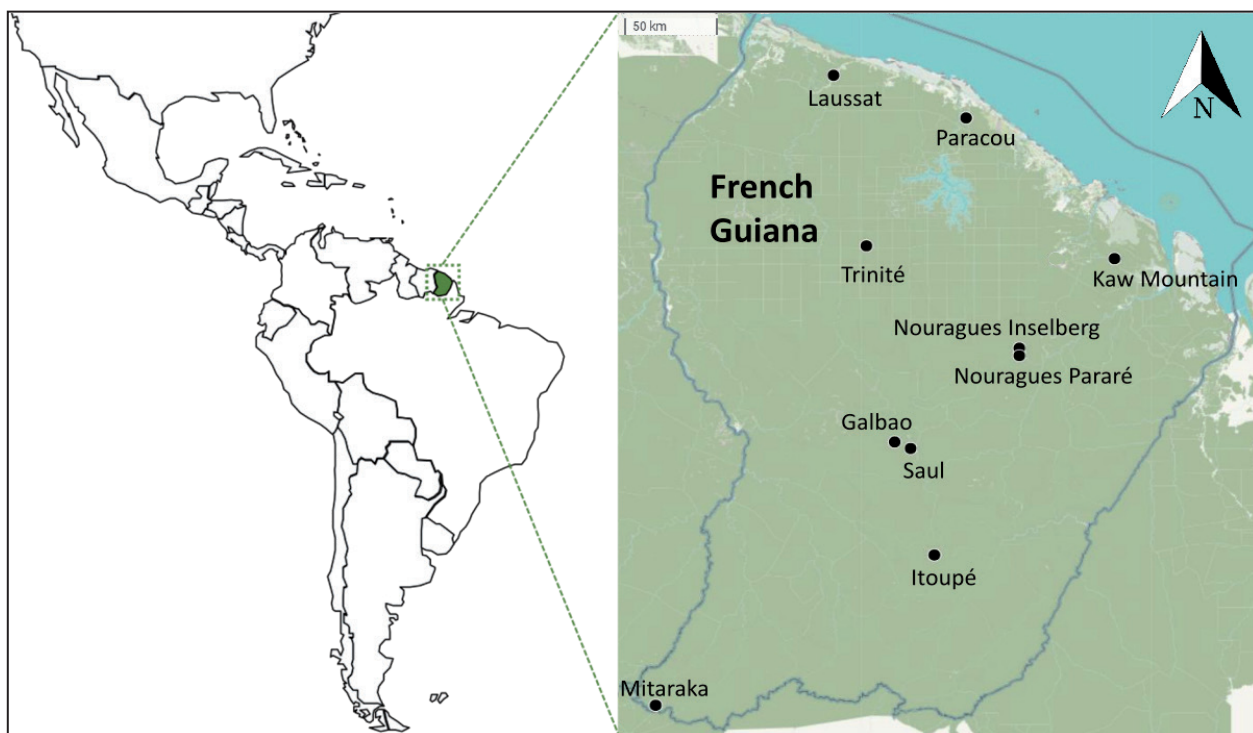 50 km
N
Laussat
Paracou
French
Guiana
Trinité
Kaw Mountain
Nouragues Inselberg
Nouragues Pararé
Galbao
Saul
Itoupé
Mitaraka